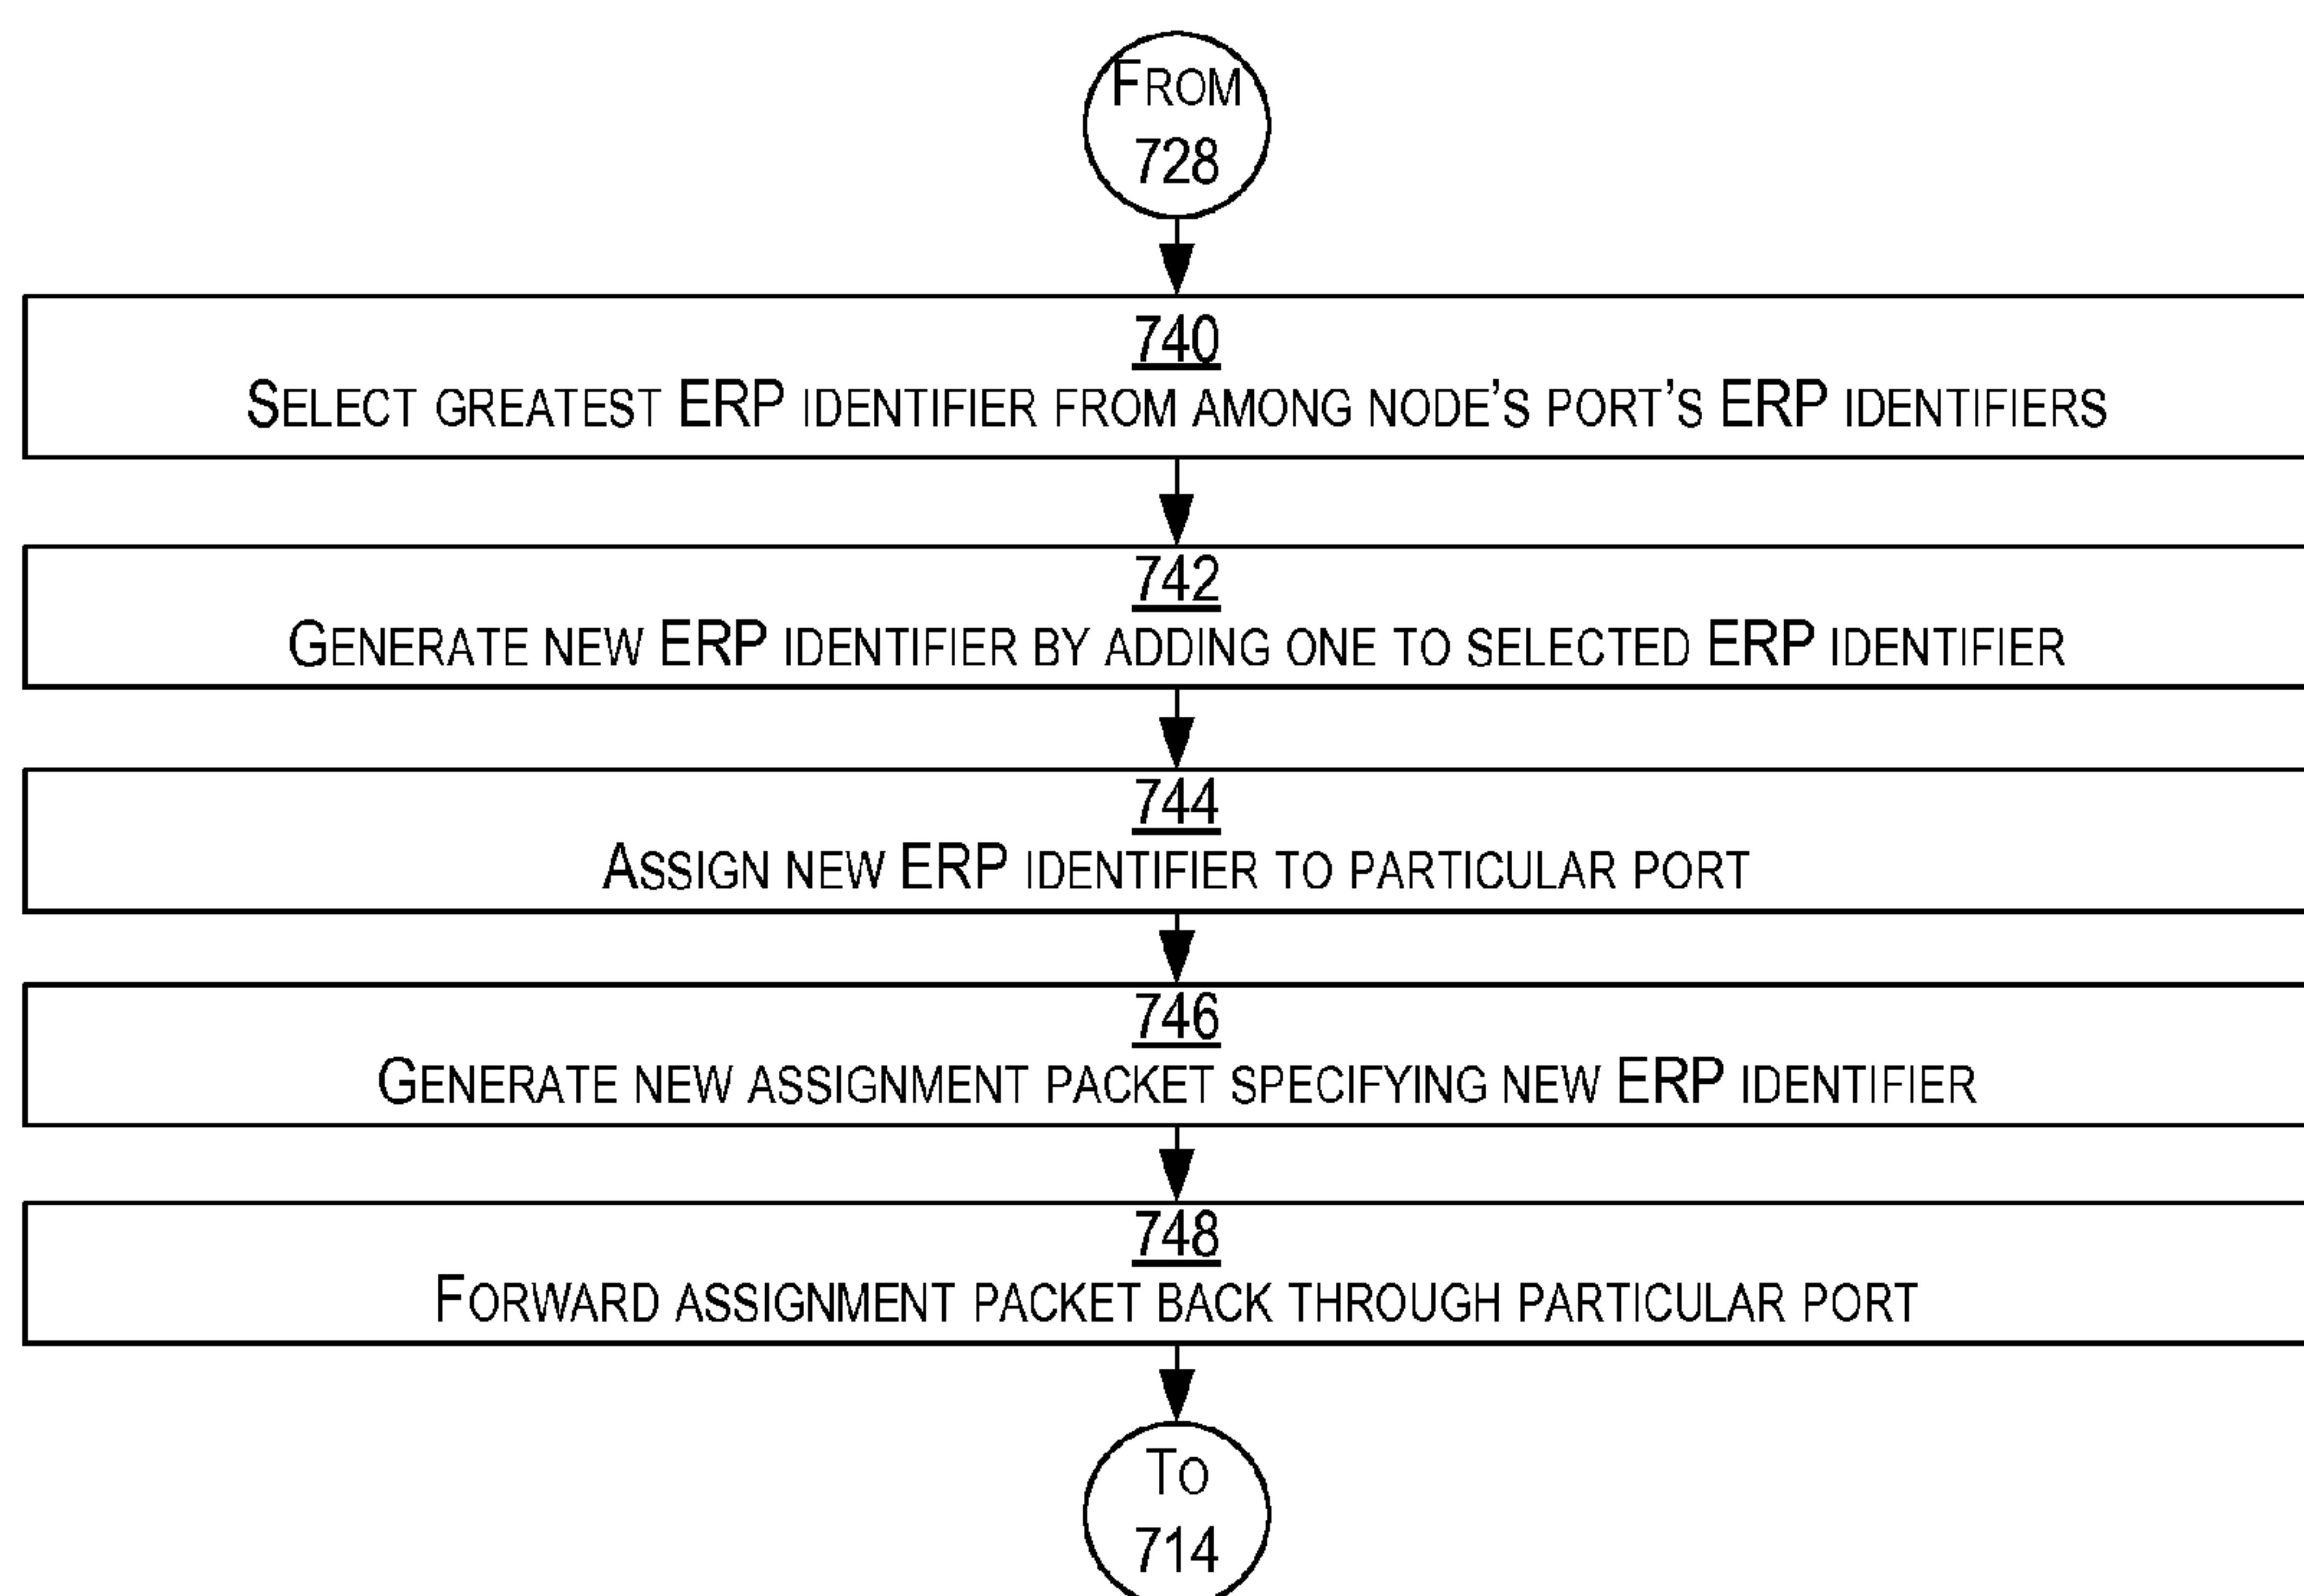 From
728
740
Select greatest ERP identifier from among node's port's ERP identifiers
742
Generate new ERP identifier by adding one to selected ERP identifier
744
Assign new ERP identifier to particular port
746
Generate new assignment packet specifying new ERP identifier
748
Forward assignment packet back through particular port
To
714